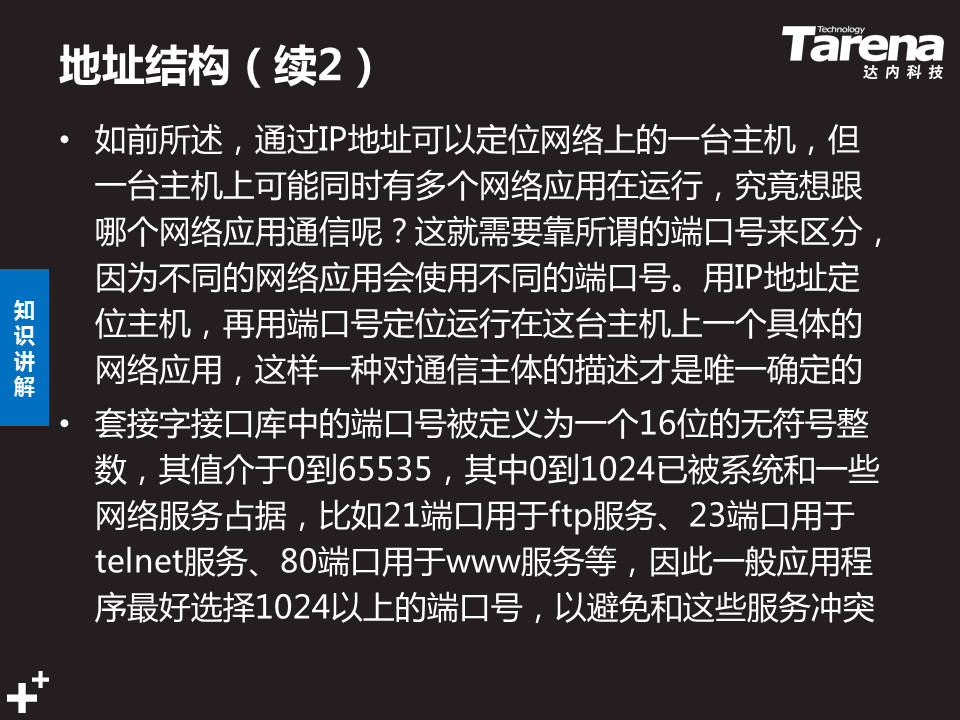 地址结构（续2）
Technology
Tarena
达内科技
• 如前所述，通过IP地址可以定位网络上的一台主机，但
一台主机上可能同时有多个网络应用在运行，究竟想跟
哪个网络应用通信呢？这就需要靠所谓的端口号来区分，
因为不同的网络应用会使用不同的端口号。用IP地址定
位主机，再用端口号定位运行在这台主机上一个具体的
网络应用，这样一种对通信主体的描述才是唯一确定的
• 套接字接口库中的端口号被定义为一个16位的无符号整
数，其值介于0到65535，其中0到1024已被系统和一些
网络服务占据，比如21端口用于ftp服务、23端口用于
telnet服务、80端口用于www服务等，因此一般应用程
序最好选择1024以上的端口号，以避免和这些服务冲突
知
识
讲
解